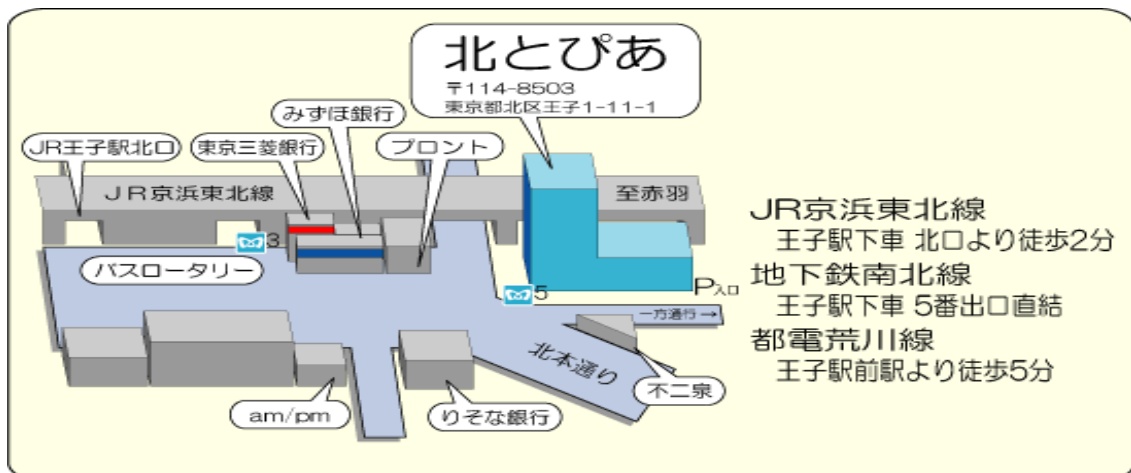 北とぴあ
〒114-8503
東京都北区王子1-11-1
みずほ銀行
JR王子駅北口
東京三菱銀行
プロント
JR京浜東北線
至赤羽
3
バスロータリー
5
P入口
一方通行→
北本通り
不二泉
am/pm
りそな銀行
JR京浜東北線
王子駅下車 北口より徒歩2分
地下鉄南北線
王子駅下車 5番出口直結
都電荒川線
王子駅前駅より徒歩5分